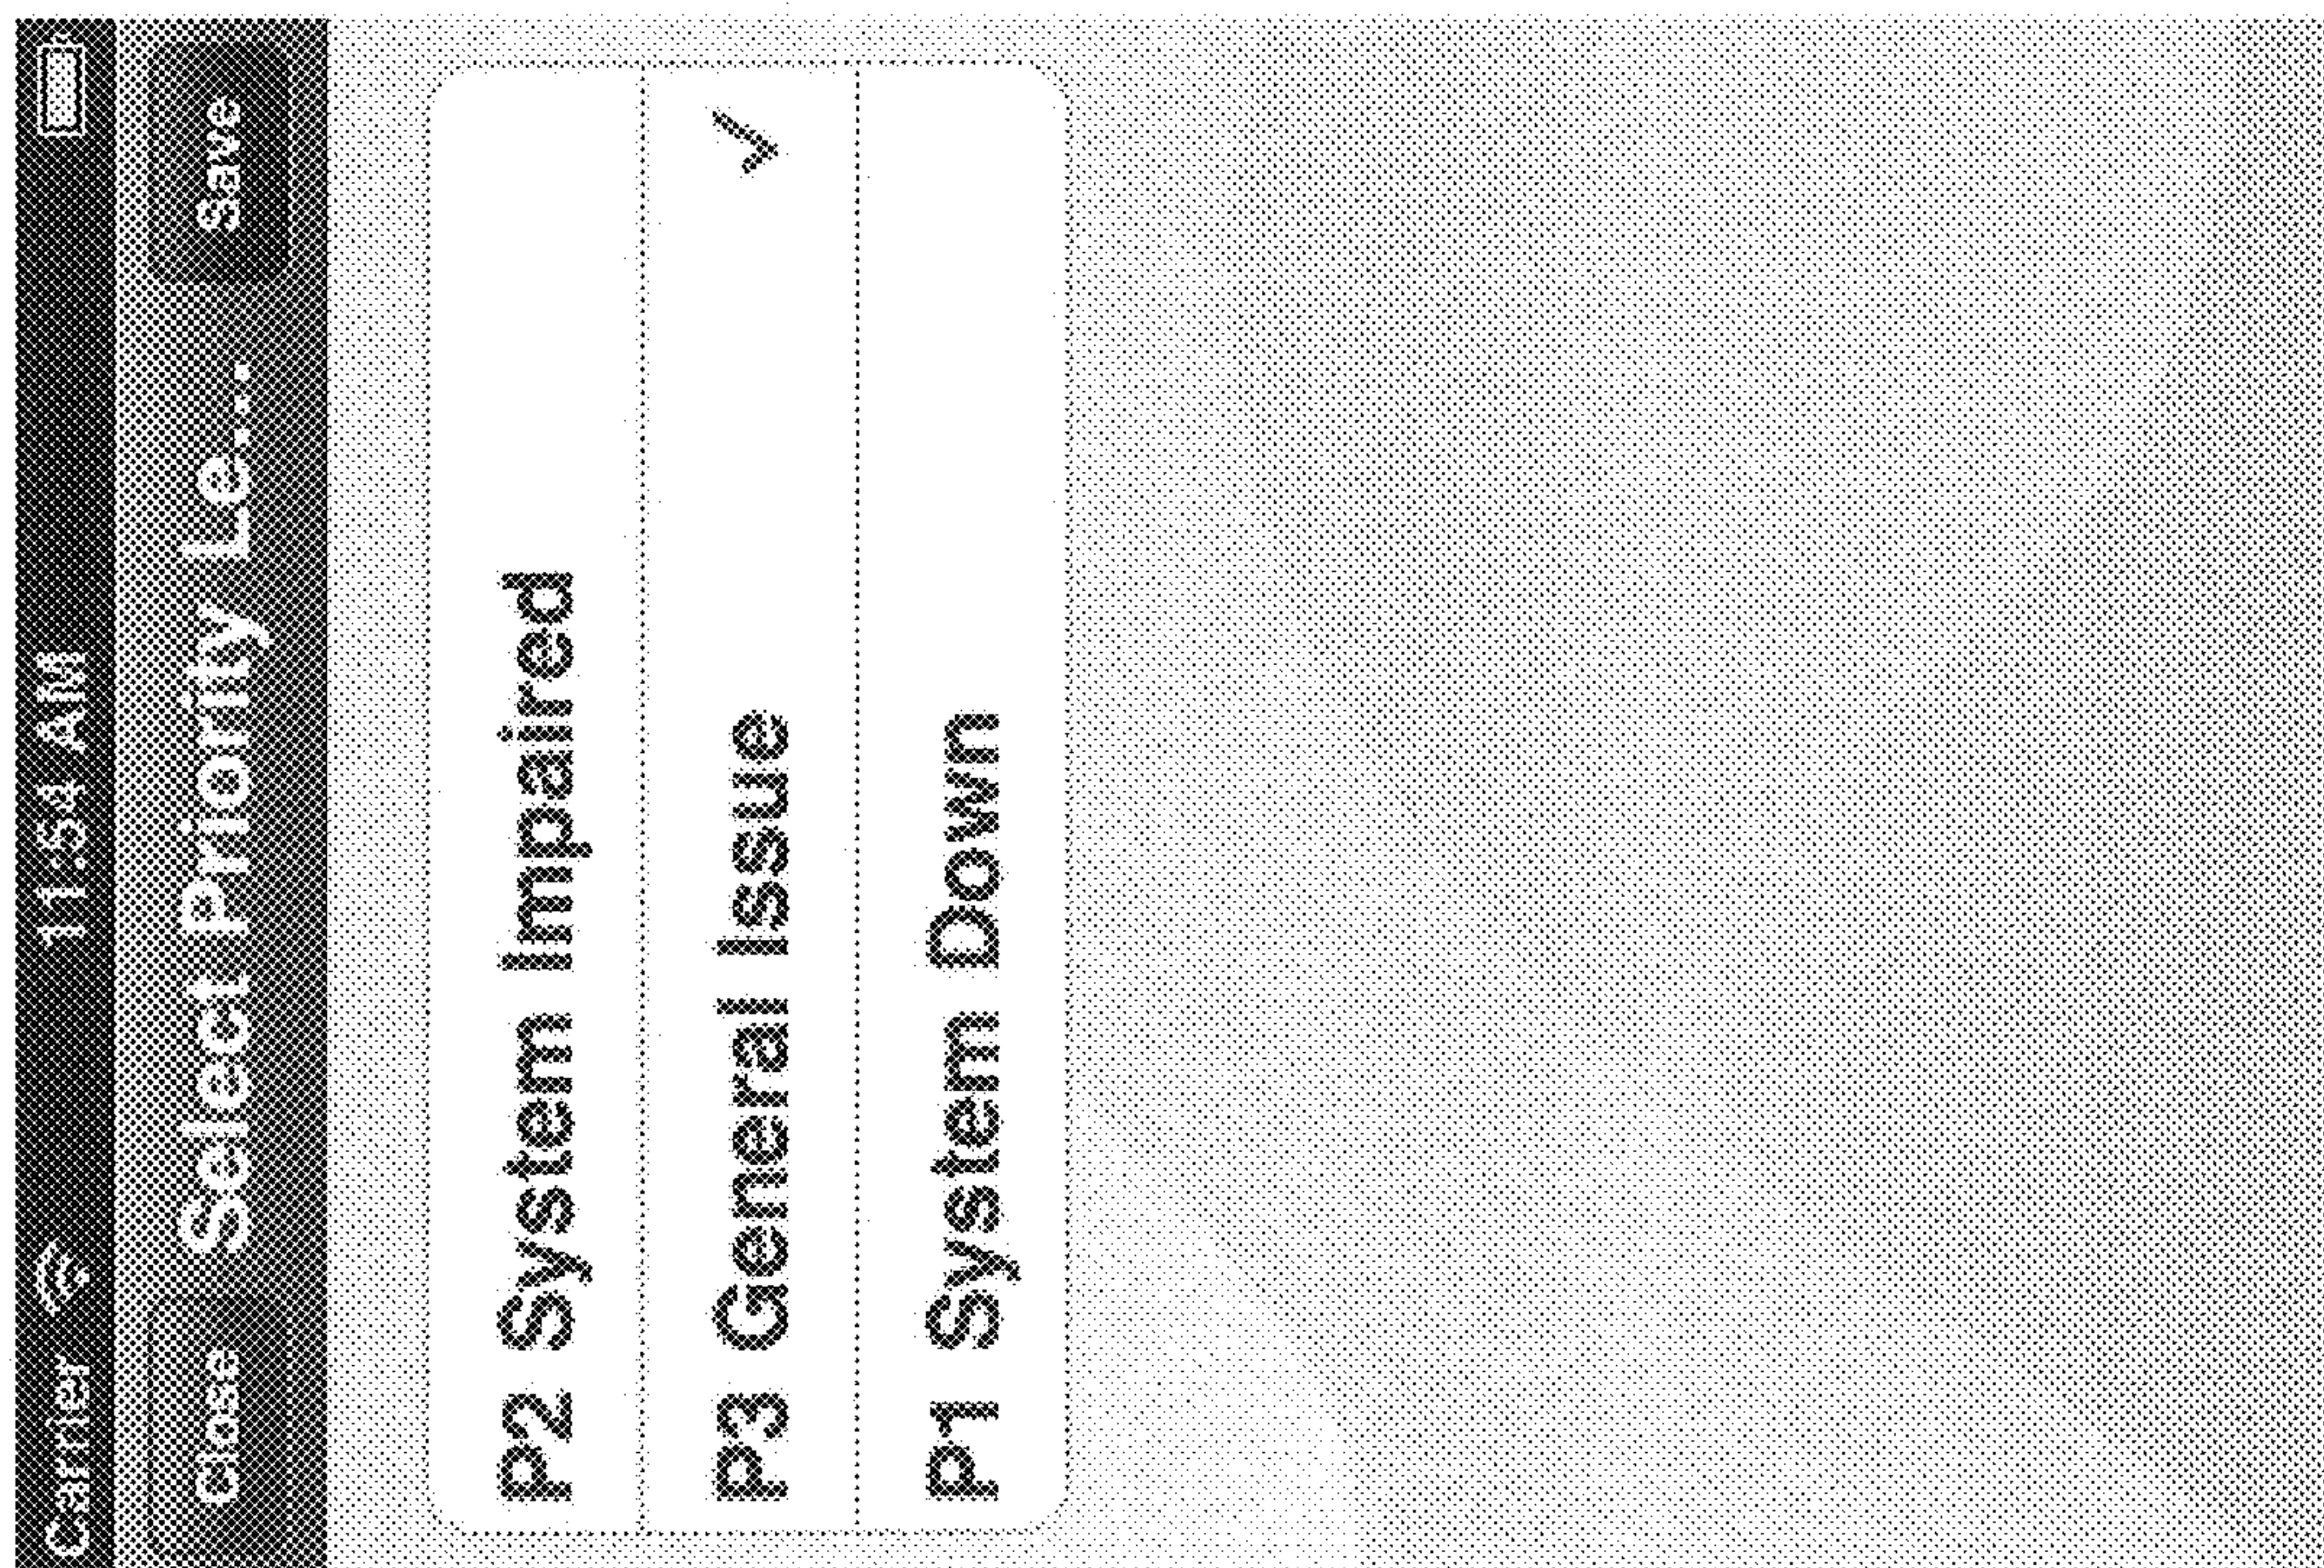 Carrier 11:54 AM
Close Select Priority Le... Save
P2 System Impaired
P3 General Issue
P1 System Down